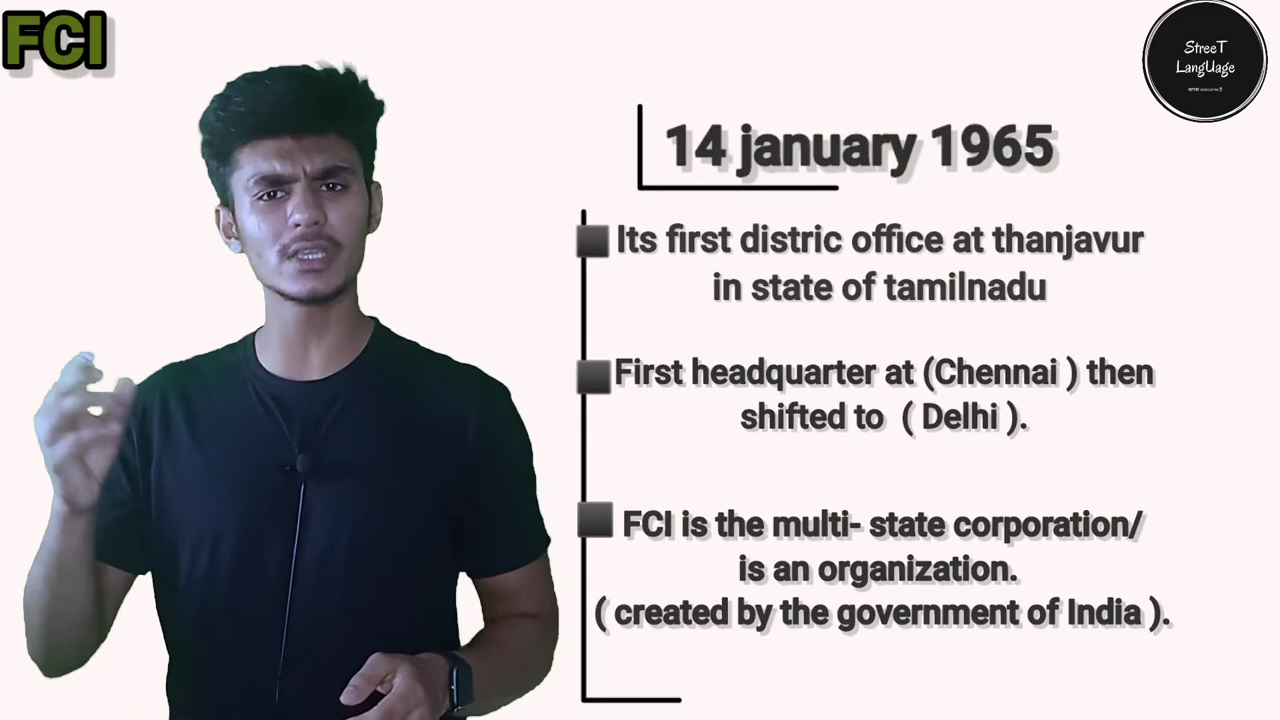 FCI
StreeT
LangUage
14 january 1965
Its first distric office at thanjavur
in state of tamilnadu
First headquarter at (Chennai ) then
shifted to ( Delhi ).
FCI is the multi- state corporation/
is an organization.
( created by the government of India ).